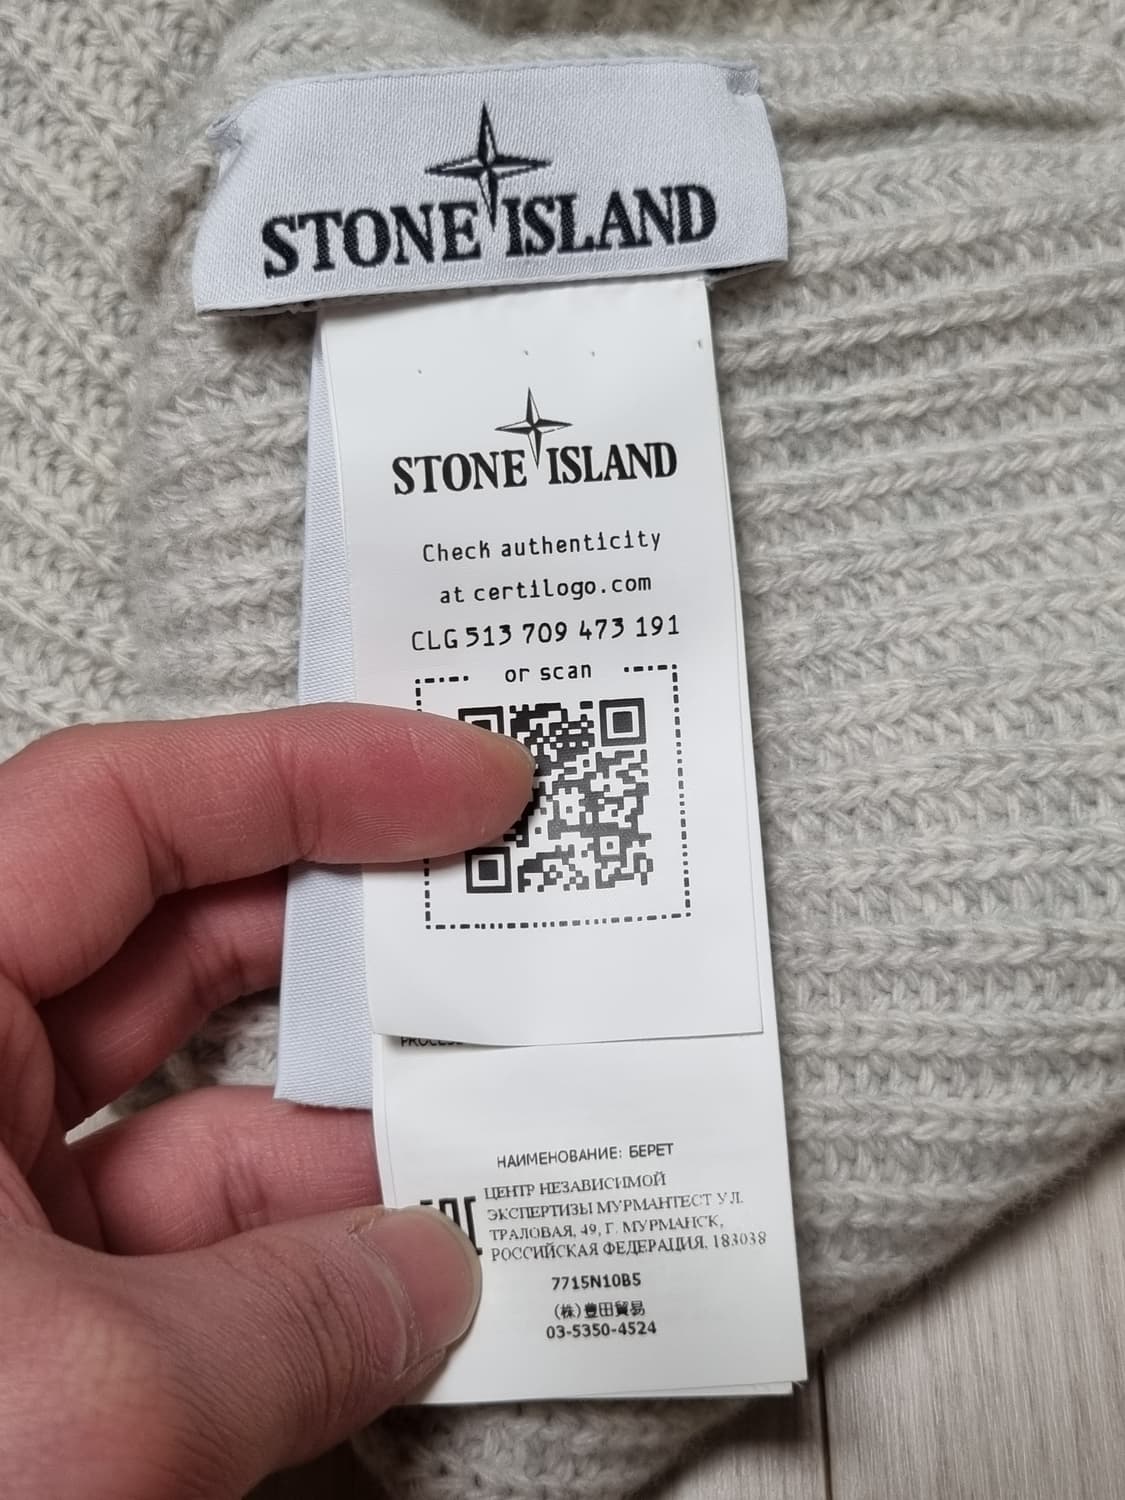 STONE ISLAND
STONE ISLAND
Check authenticity
at certilogo.com
CLG 513 709 473 191
or scan
НАИМЕНОВАНИЕ: БЕРЕТ
ЦЕНТР НЕЗАВИСИМОЙ
ЭКСПЕРТИЗЫ МУРМАНТЕСТ УЛ.
ТРАЛОВАЯ, 49, Г. МУРМАНСК,
РОССИЙСКАЯ ФЕДЕРАЦИЯ, 183038
7715N10B5
(株)豊田貿易
03-5350-4524